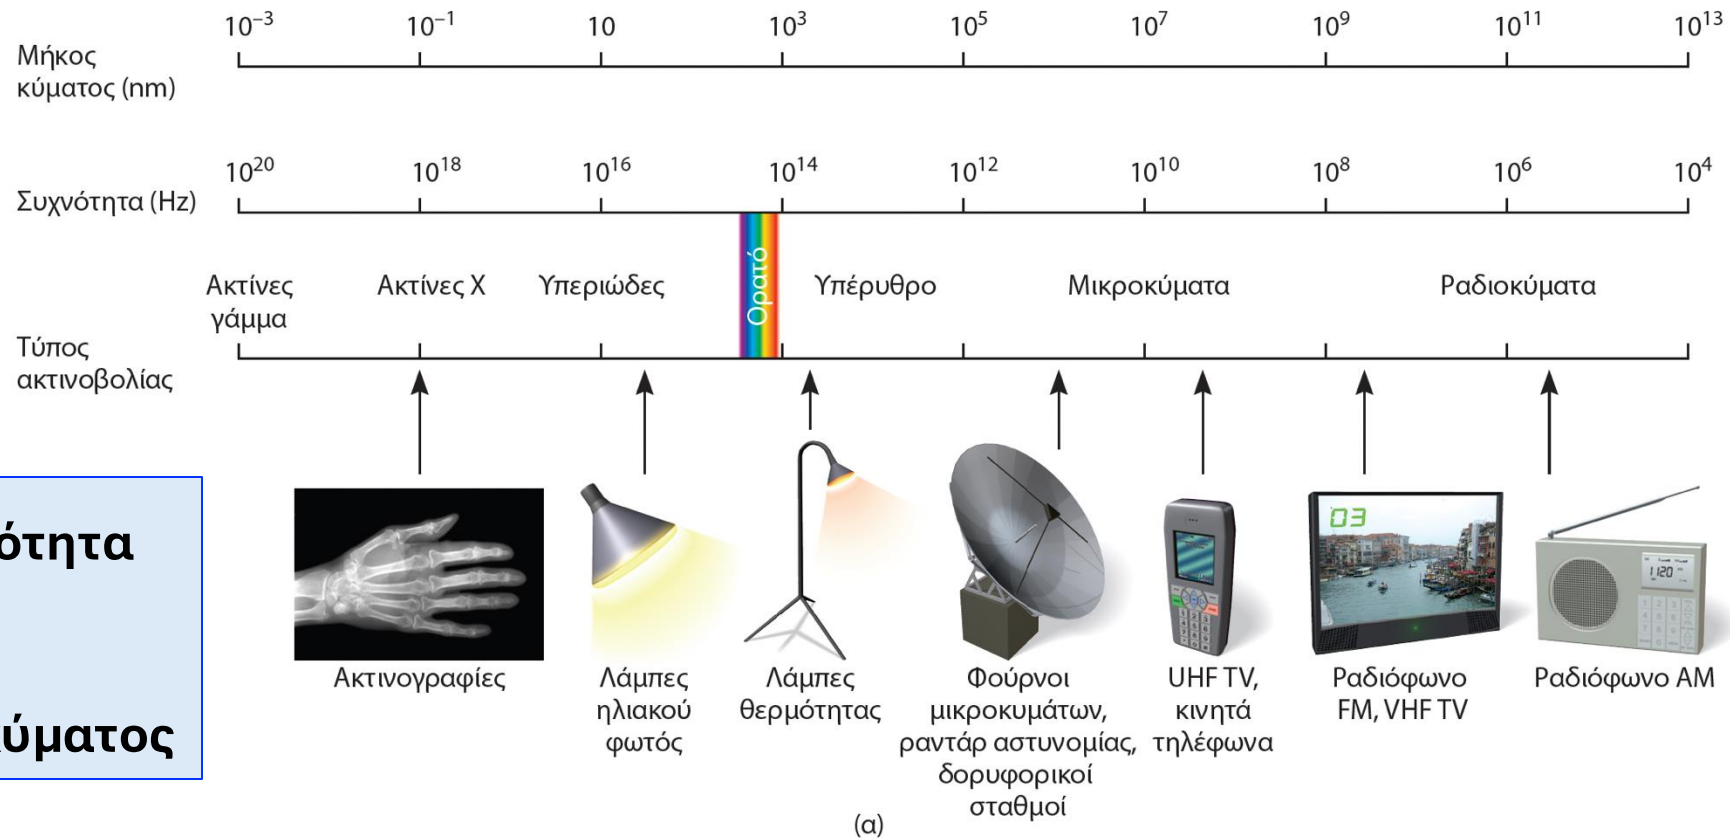 10⁻³ 10⁻¹ 10 10³ 10⁵ 10⁷ 10⁹ 10¹¹ 10¹³
Μήκος
κύματος (nm)
10²⁰ 10¹⁸ 10¹⁶ 10¹⁴ 10¹² 10¹⁰ 10⁸ 10⁶ 10⁴
Συχνότητα (Hz)
Ορατό
Ακτίνες
γάμμα
Ακτίνες Χ
Υπεριώδες
Υπέρυθρο
Μικροκύματα
Ραδιοκύματα
Τύπος
ακτινοβολίας
ότητα
ύματος
03
1120
Ακτινογραφίες
Λάμπες
ηλιακού
φωτός
Λάμπες
θερμότητας
Φούρνοι
μικροκυμάτων,
ραντάρ αστυνομίας,
δορυφορικοί
σταθμοί
UHF TV,
κινητά
τηλέφωνα
Ραδιόφωνο
FM, VHF TV
Ραδιόφωνο AM
(α)